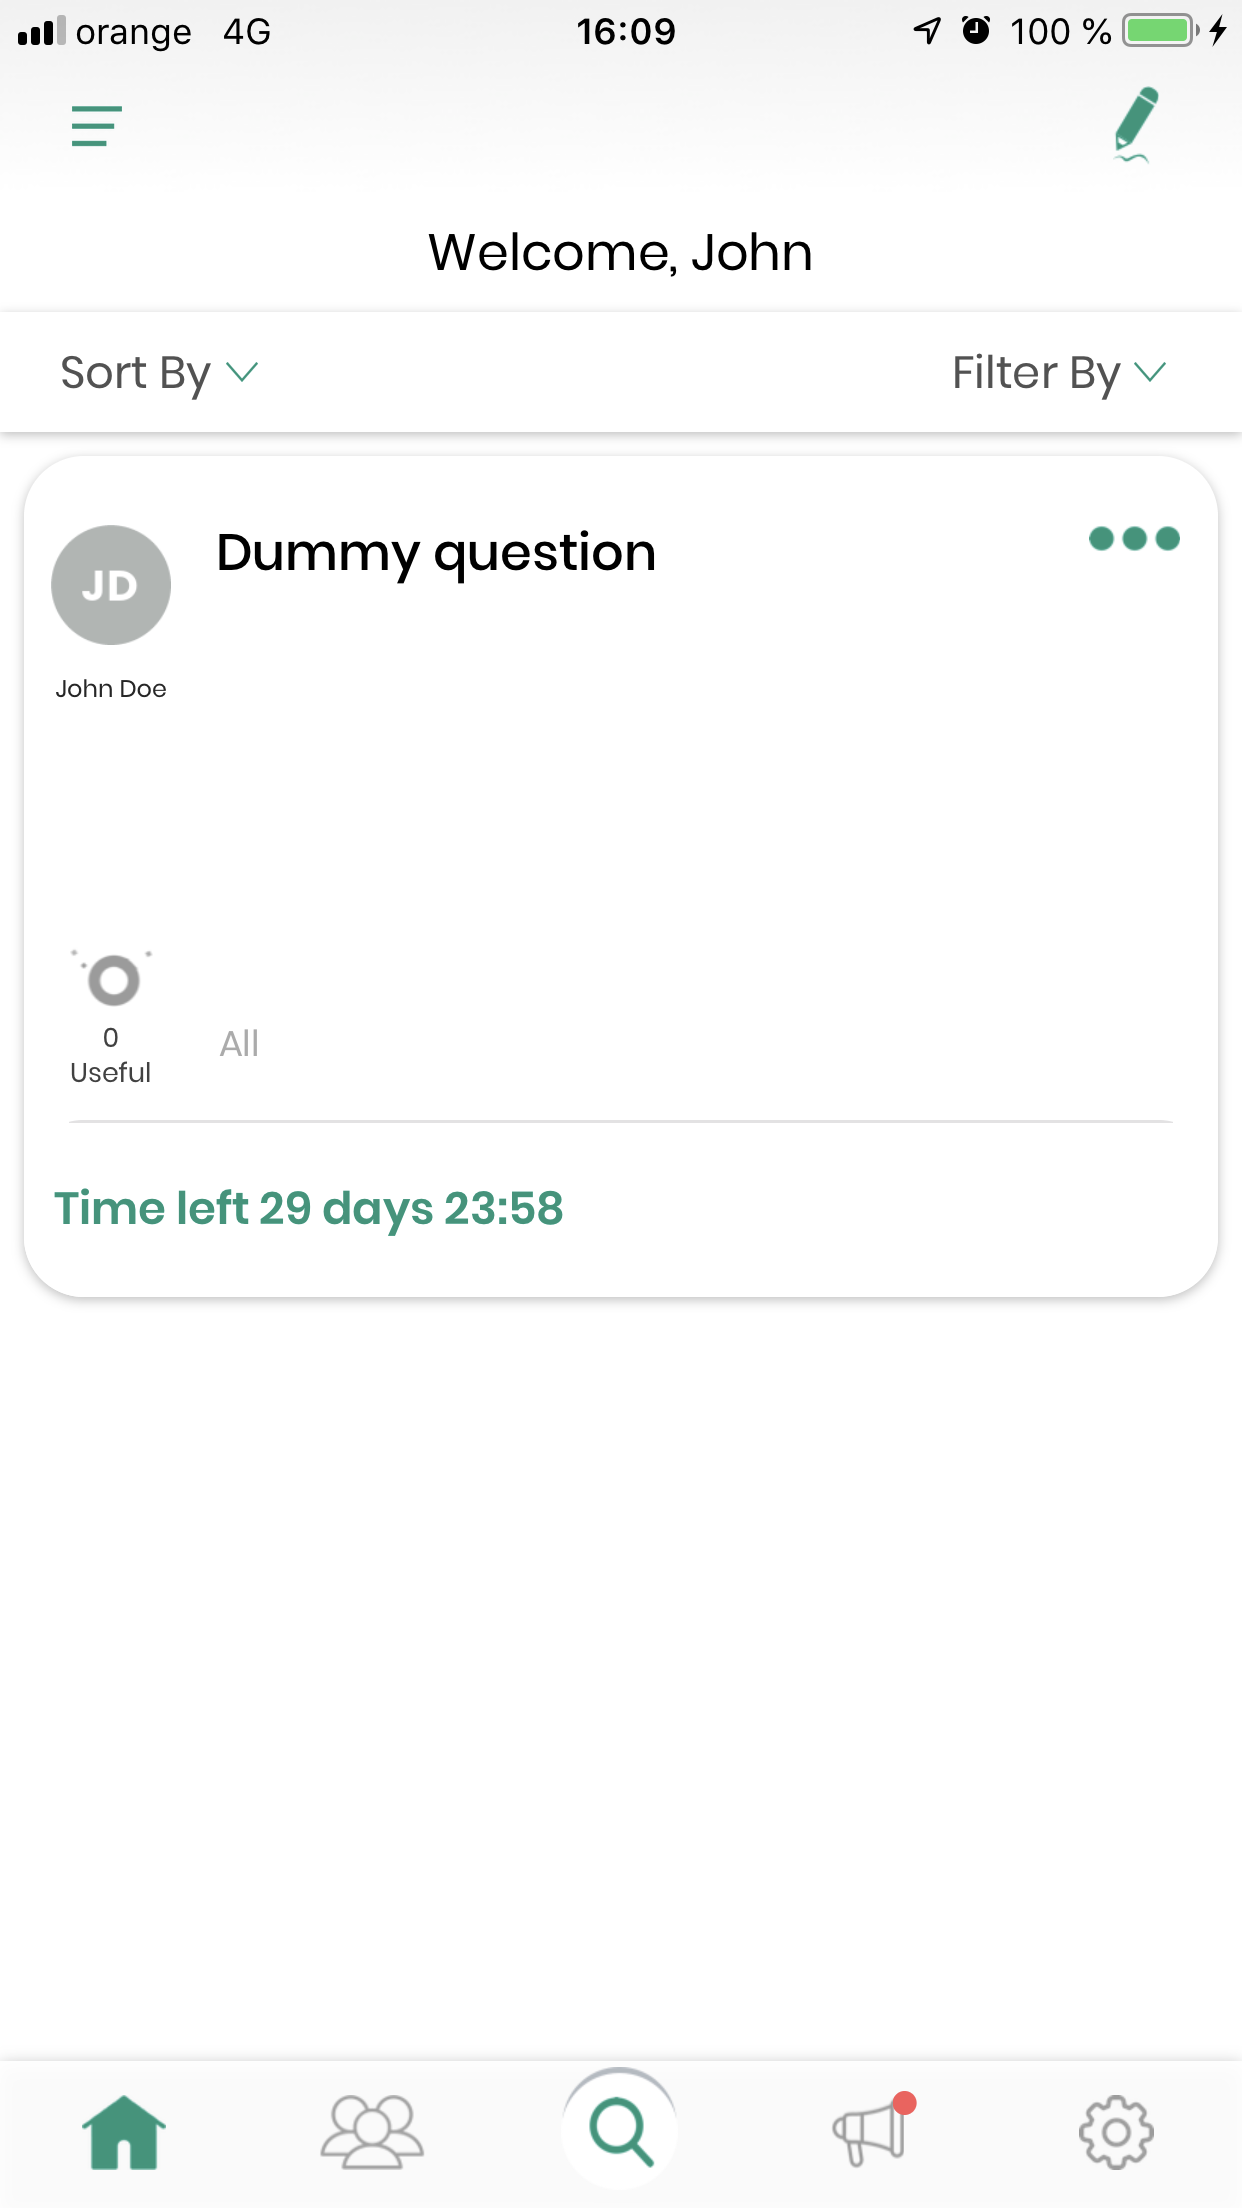 orange 4G 16:09 100 %
Welcome, John
Sort By Filter By
Dummy question
JD
John Doe
0
Useful
All
Time left 29 days 23:58